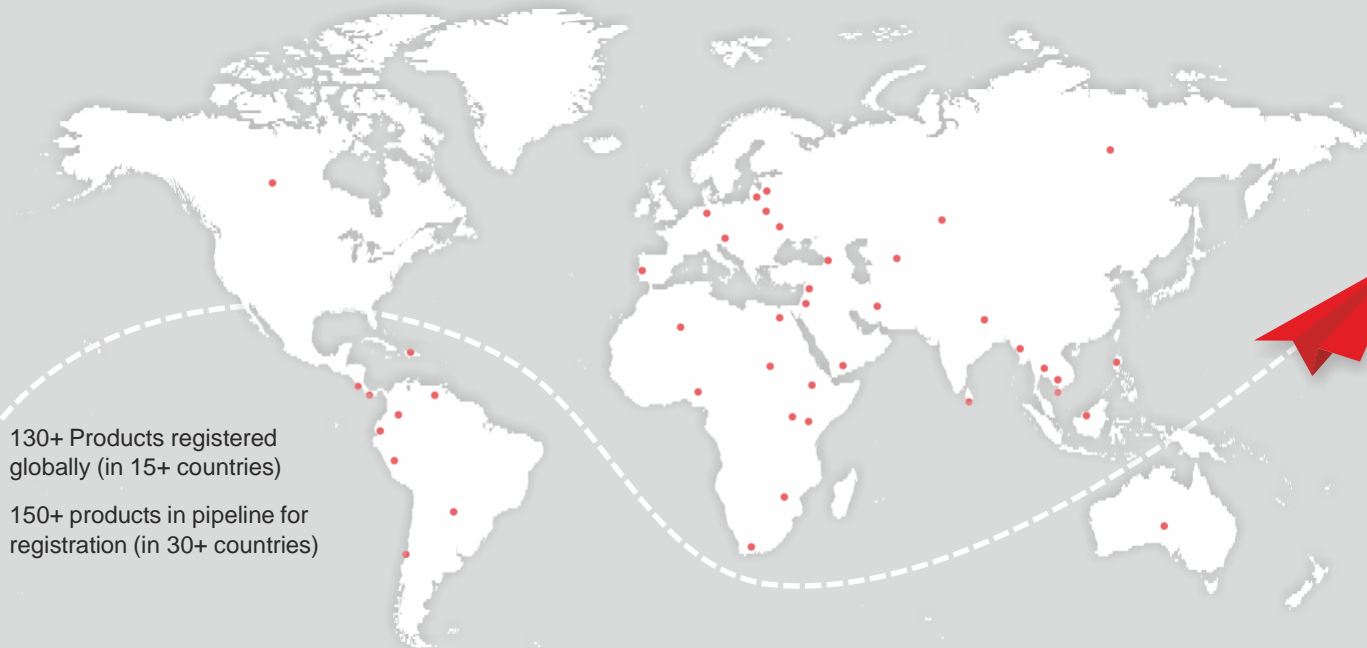 130+ Products registered
globally (in 15+ countries)
150+ products in pipeline for
registration (in 30+ countries)